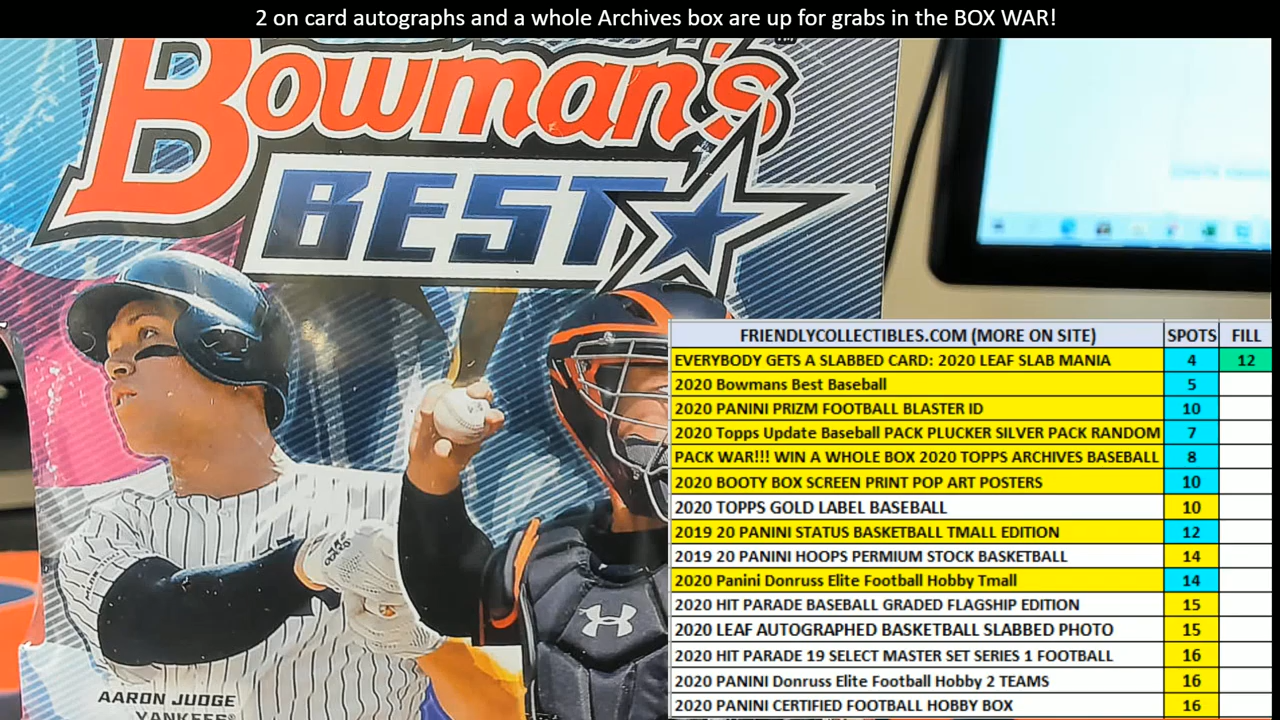 2 on card autographs and a whole Archives box are up for grabs in the BOX WAR!
Bowman's
BEST
AARON JUDGE
YANKEES®
FRIENDLYCOLLECTIBLES.COM (MORE ON SITE) SPOTS FILL
EVERYBODY GETS A SLABBED CARD: 2020 LEAF SLAB MANIA 4 12
2020 Bowmans Best Baseball 5
2020 PANINI PRIZM FOOTBALL BLASTER ID 10
2020 Topps Update Baseball PACK PLUCKER SILVER PACK RANDOM 7
PACK WAR!!! WIN A WHOLE BOX 2020 TOPPS ARCHIVES BASEBALL 8
2020 BOOTY BOX SCREEN PRINT POP ART POSTERS 10
2020 TOPPS GOLD LABEL BASEBALL 10
2019 20 PANINI STATUS BASKETBALL TMALL EDITION 12
2019 20 PANINI HOOPS PERMIUM STOCK BASKETBALL 14
2020 Panini Donruss Elite Football Hobby Tmall 14
2020 HIT PARADE BASEBALL GRADED FLAGSHIP EDITION 15
2020 LEAF AUTOGRAPHED BASKETBALL SLABBED PHOTO 15
2020 HIT PARADE 19 SELECT MASTER SET SERIES 1 FOOTBALL 16
2020 PANINI Donruss Elite Football Hobby 2 TEAMS 16
2020 PANINI CERTIFIED FOOTBALL HOBBY BOX 16